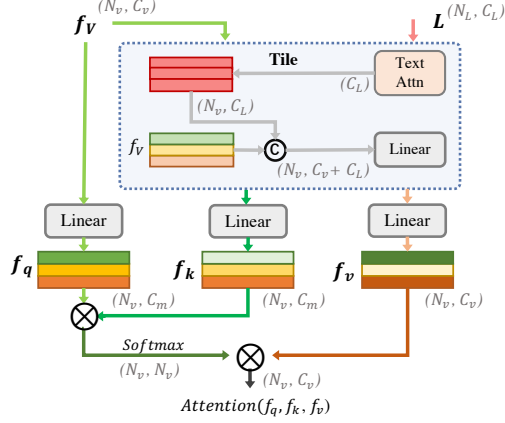 f_V (N_v, C_v)
L (N_L, C_L)
Tile
Text
Attn
(C_L)
(N_v, C_L)
f_V
C
Linear
(N_v, C_v + C_L)
Linear
Linear
Linear
f_q
f_k
f_v
(N_v, C_m)
(N_v, C_m)
(N_v, C_v)
Softmax
(N_v, N_v)
(N_v, C_v)
Attention(f_q, f_k, f_v)